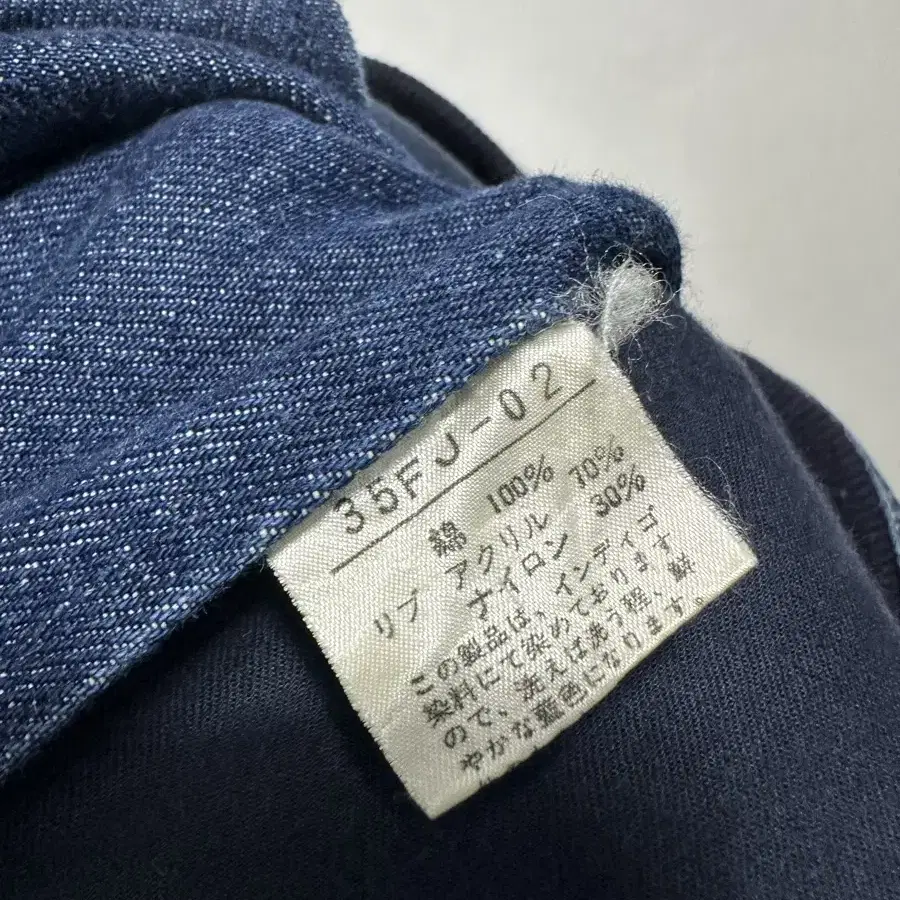 35FJ-02
綿 100%
リブ アクリル 70%
ナイロン 30%
この製品は、インディゴ
染料にて染めております
ので、洗えば洗う程、鮮
やかな藍色になります。